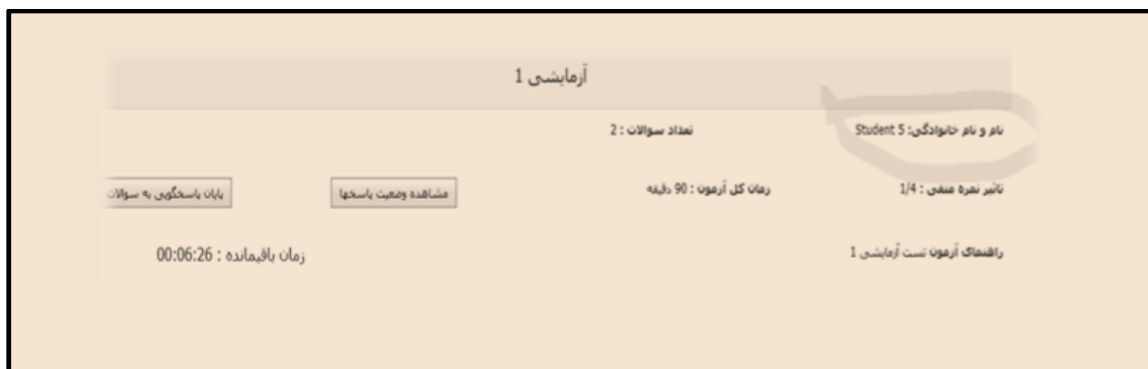 آزمایشی 1
نام و نام خانوادگی: Student 5
تعداد سوالات : 2
تاثیر نمره منفی : 1/4
زمان کل آزمون : 90 دقیقه
مشاهده وضعیت پاسخها
پایان پاسخگویی به سوالات
راهنمای آزمون تست آزمایشی 1
زمان باقیمانده : 00:06:26